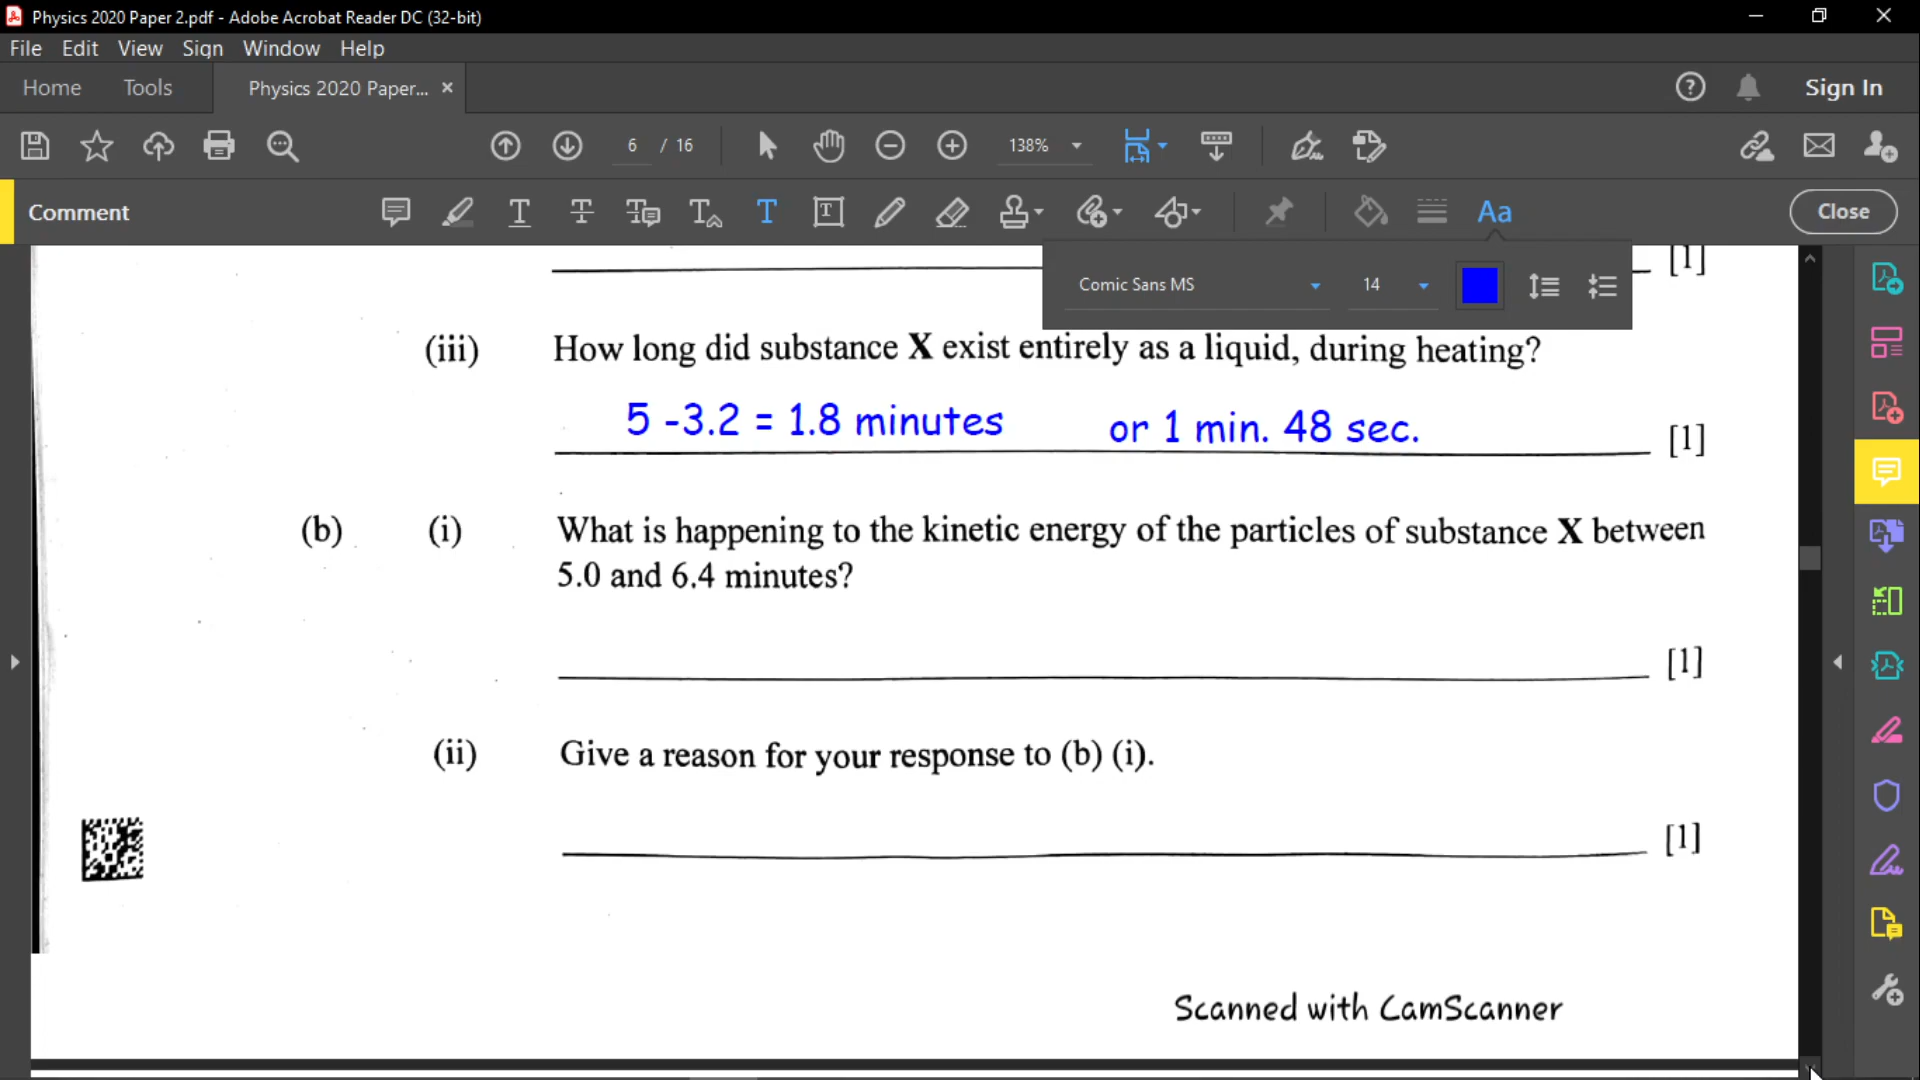 Physics 2020 Paper 2.pdf - Adobe Acrobat Reader DC (32-bit)
File Edit View Sign Window Help
Home Tools Physics 2020 Paper... × Sign In
6 / 16 138%
Comment Close
Comic Sans MS 14
[1]
(iii) How long did substance X exist entirely as a liquid, during heating?
5 -3.2 = 1.8 minutes or 1 min. 48 sec.
[1]
(b) (i) What is happening to the kinetic energy of the particles of substance X between
5.0 and 6.4 minutes?
[1]
(ii) Give a reason for your response to (b) (i).
[1]
Scanned with CamScanner